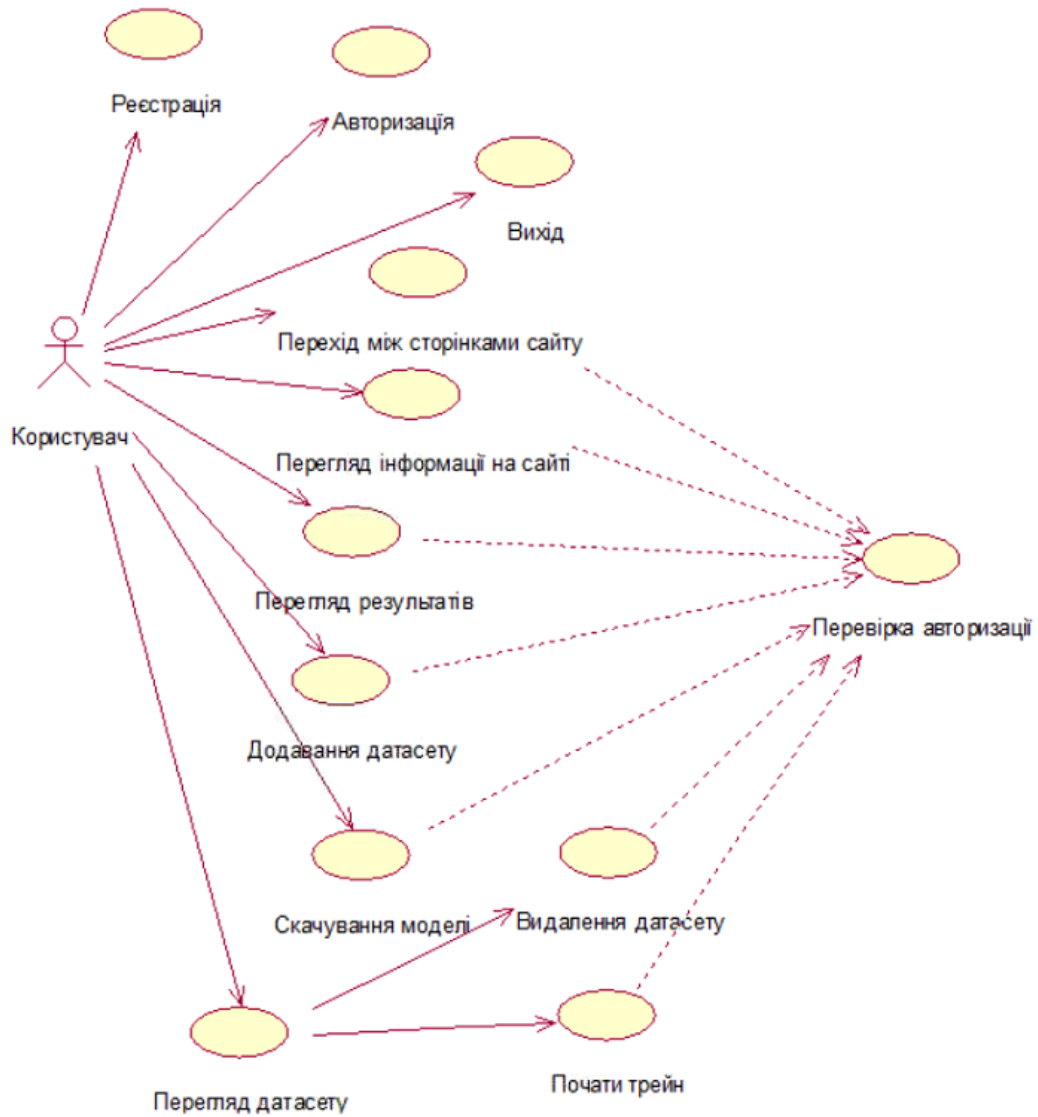 Реєстрація
Авторизація
Вихід
Перехід між сторінками сайту
Користувач
Перегляд інформації на сайті
Перегляд результатів
Перевірка авторизації
Додавання датасету
Скачування моделі
Видалення датасету
Почати трейн
Перегляд датасету